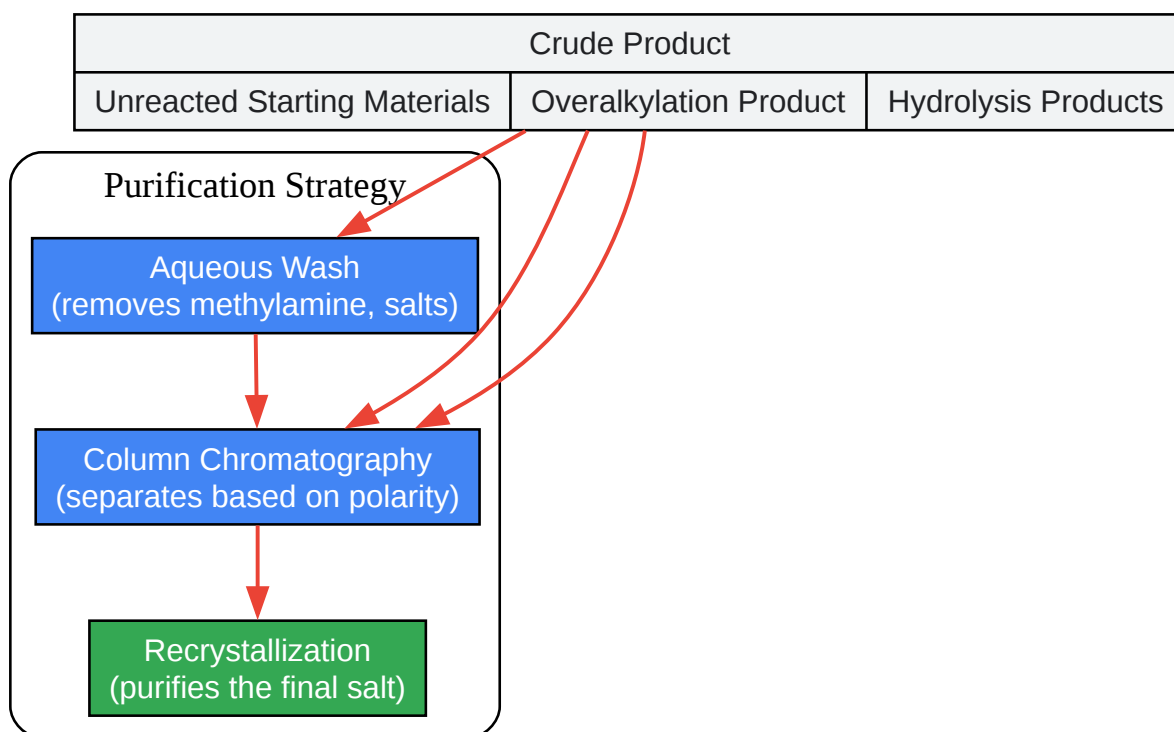 Crude Product
Unreacted Starting Materials
Overalkylation Product
Hydrolysis Products
Purification Strategy
Aqueous Wash
(removes methylamine, salts)
Column Chromatography
(separates based on polarity)
Recrystallization
(purifies the final salt)